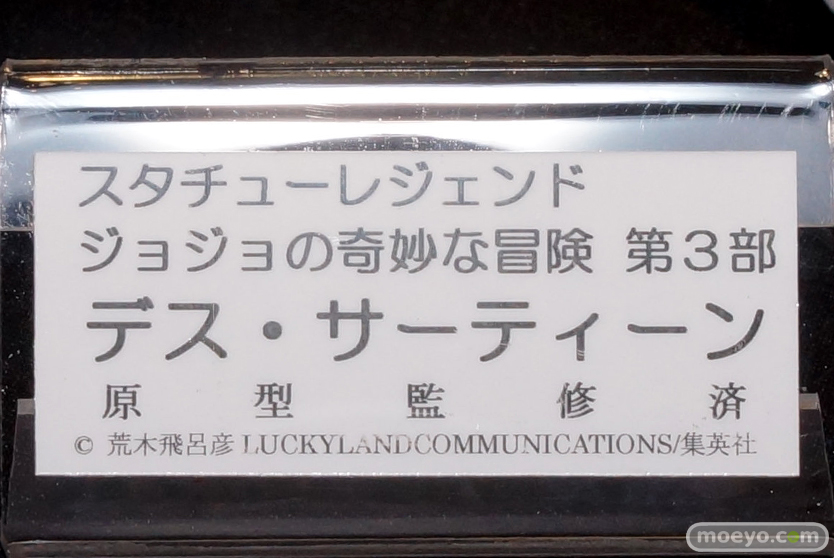 スタチューレジェンド
ジョジョの奇妙な冒険 第3部
デス・サーティーン
原型監修済
© 荒木飛呂彦 LUCKYLANDCOMMUNICATIONS/集英社
moeyo.com